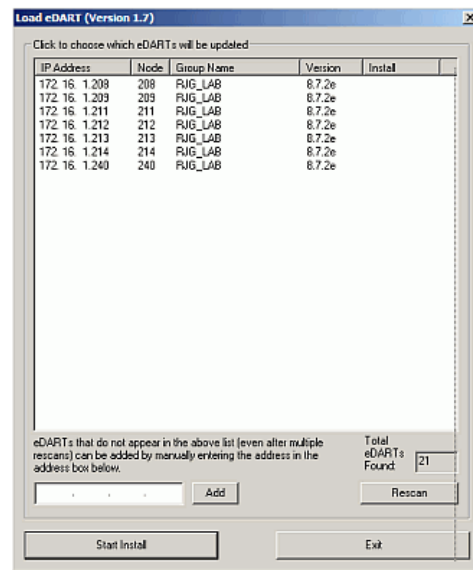 Load eDART (Version 1.7)
Click to choose which eDARTs will be updated
IP Address Node Group Name Version Install
172. 16. 1.208 208 RJG_LAB 8.7.2e
172. 16. 1.209 209 RJG_LAB 8.7.2e
172. 16. 1.211 211 RJG_LAB 8.7.2e
172. 16. 1.212 212 RJG_LAB 8.7.2e
172. 16. 1.213 213 RJG_LAB 8.7.2e
172. 16. 1.214 214 RJG_LAB 8.7.2e
172. 16. 1.240 240 RJG_LAB 8.7.2e
eDARTs that do not appear in the above list (even after multiple
rescans) can be added by manually entering the address in the
address box below.
Total
eDARTs
Found: 21
. . . Add Rescan
Start Install Exit